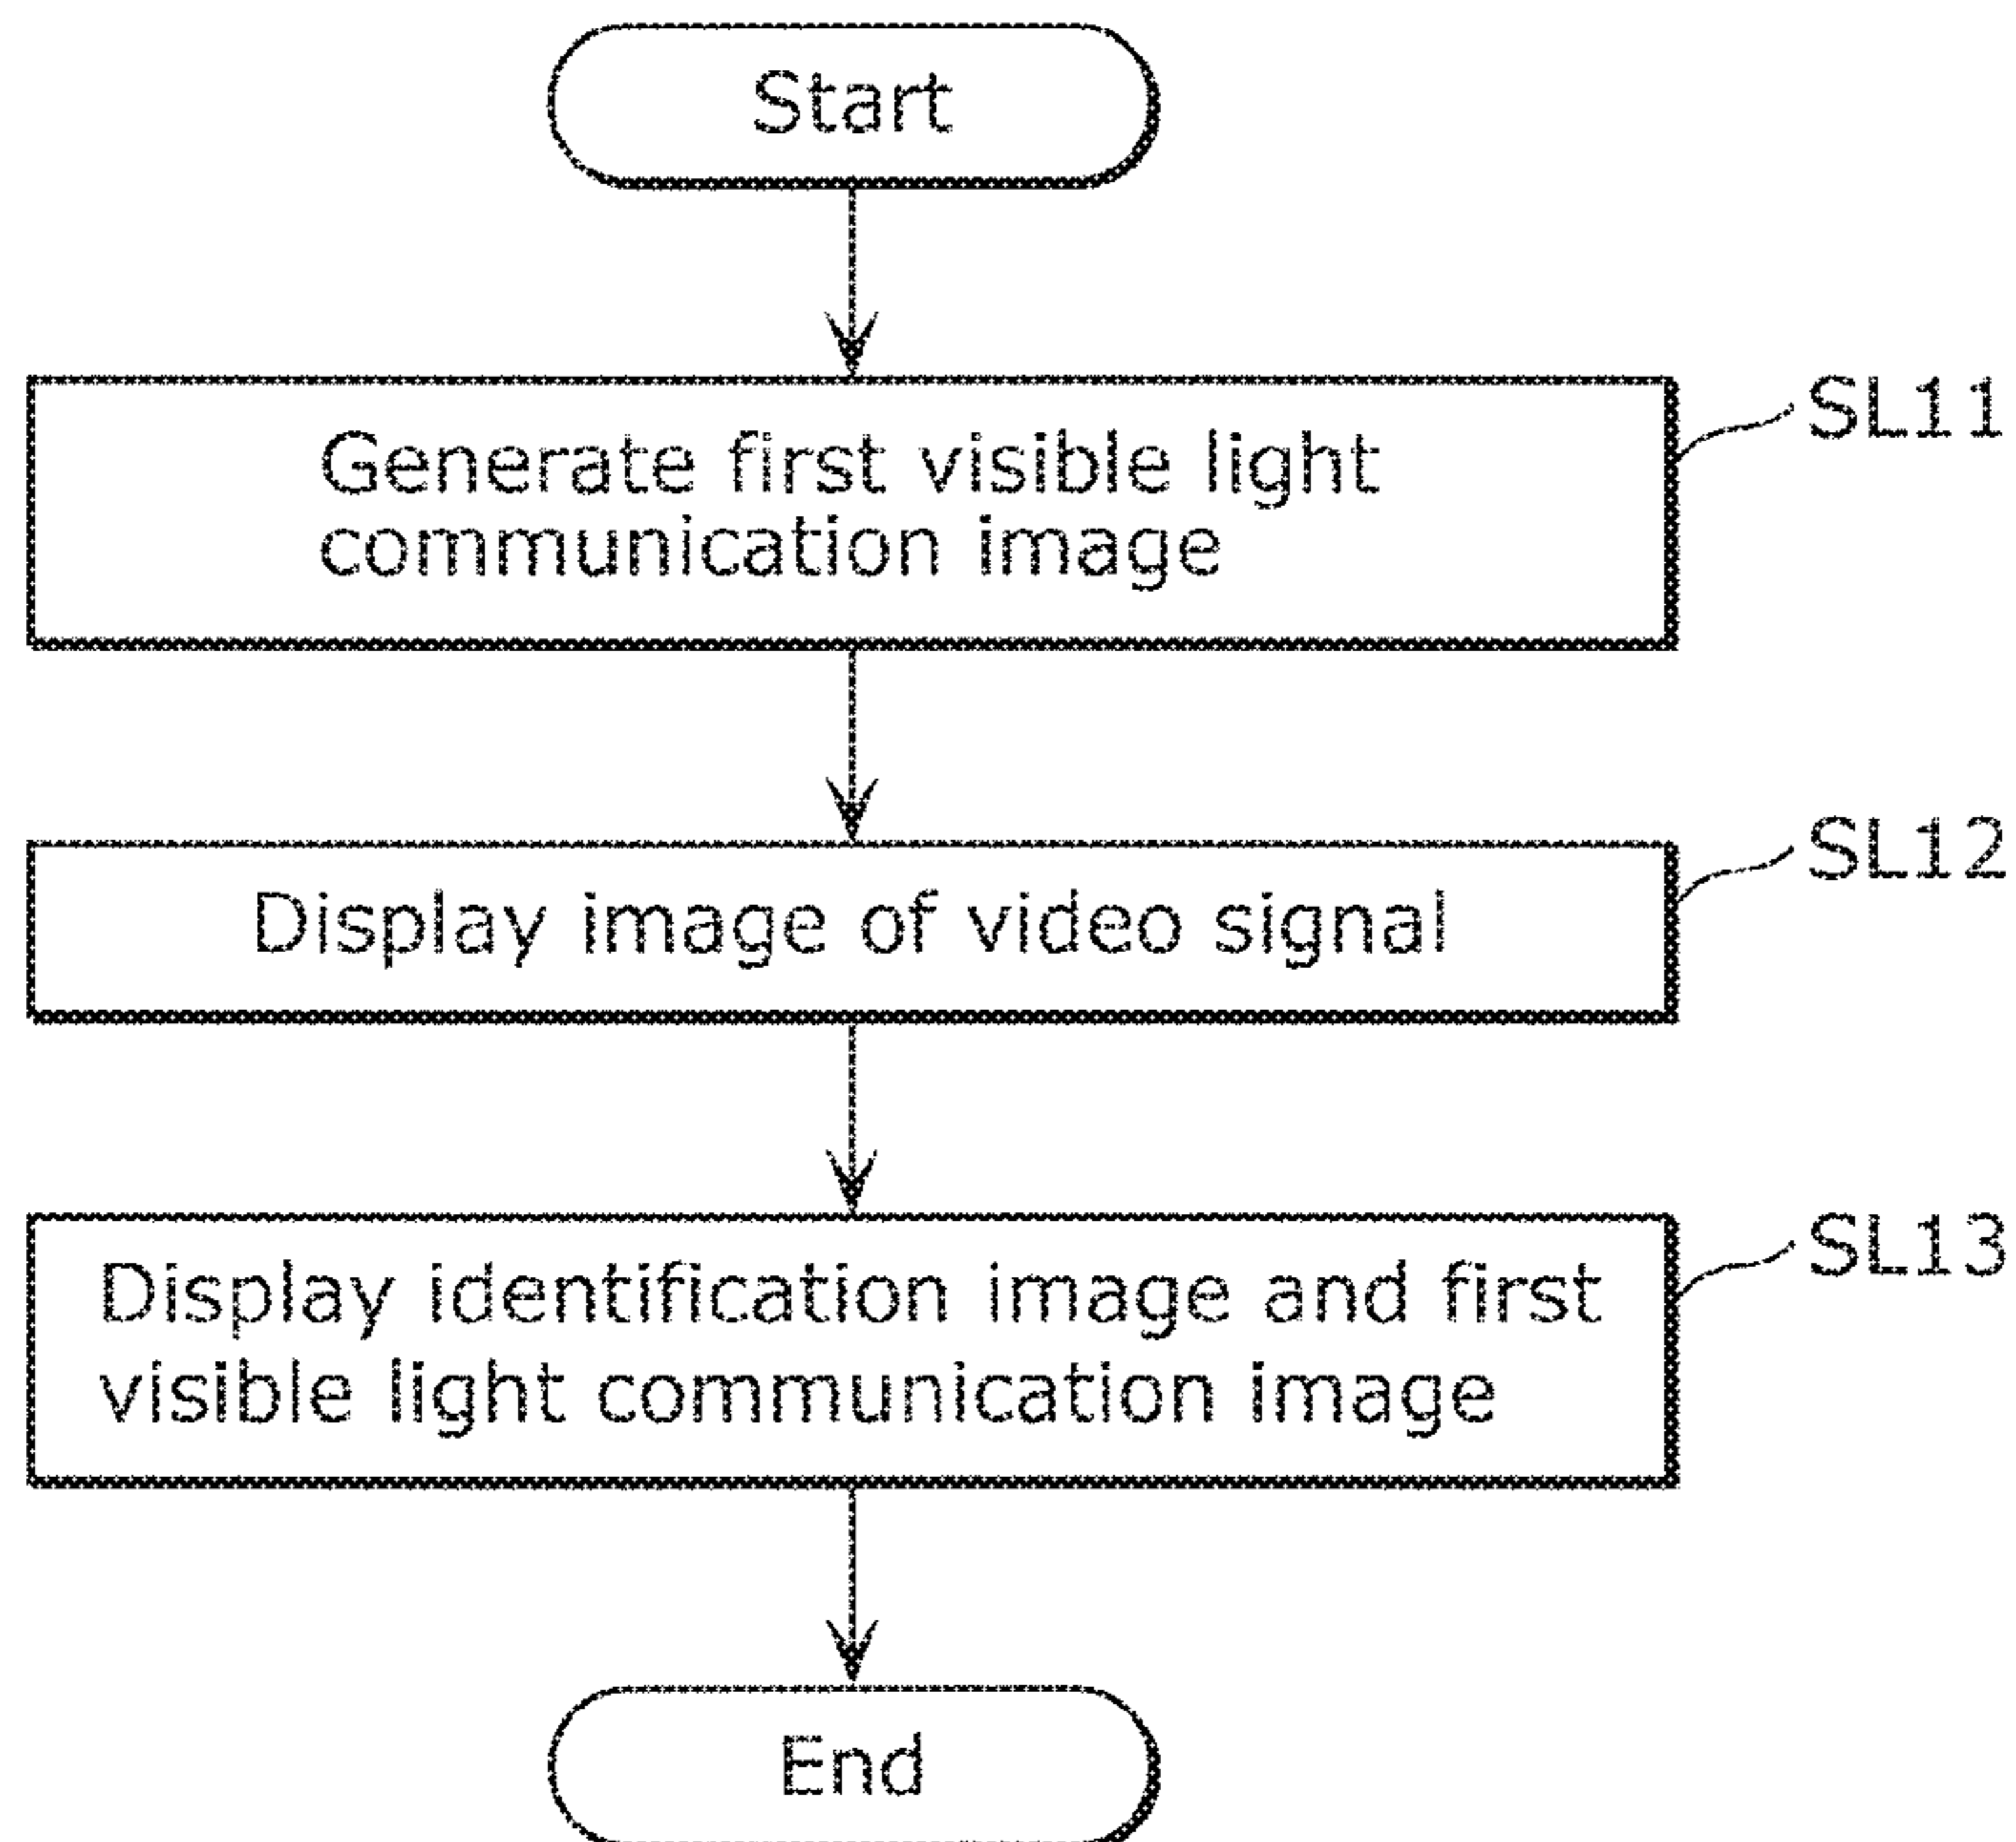 Start
SL11
Generate first visible light
communication image
SL12
Display image of video signal
SL13
Display identification image and first
visible light communication image
End